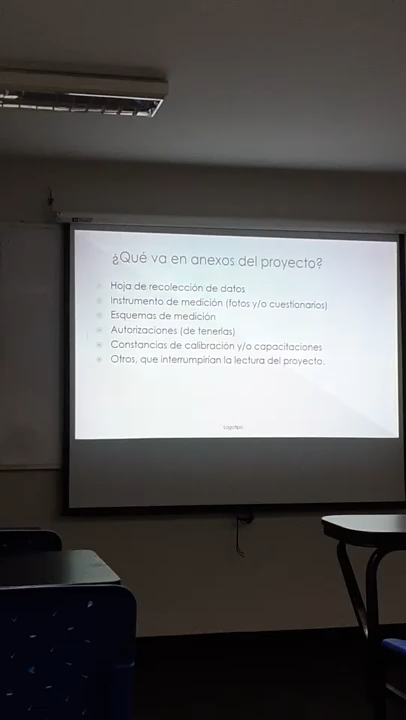 ¿Qué va en anexos del proyecto?
Hoja de recolección de datos
Instrumento de medición (fotos y/o cuestionarios)
Esquemas de medición
Autorizaciones (de tenerlas)
Constancias de calibración y/o capacitaciones
Otros, que interrumpirían la lectura del proyecto.
Logotipo